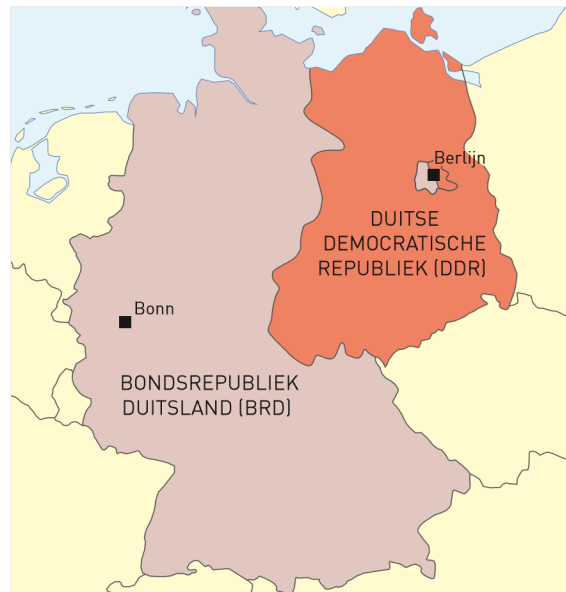 Berlijn
DUITSE
DEMOCRATISCHE
REPUBLIEK (DDR)
Bonn
BONDSREPUBLIEK
DUITSLAND (BRD)